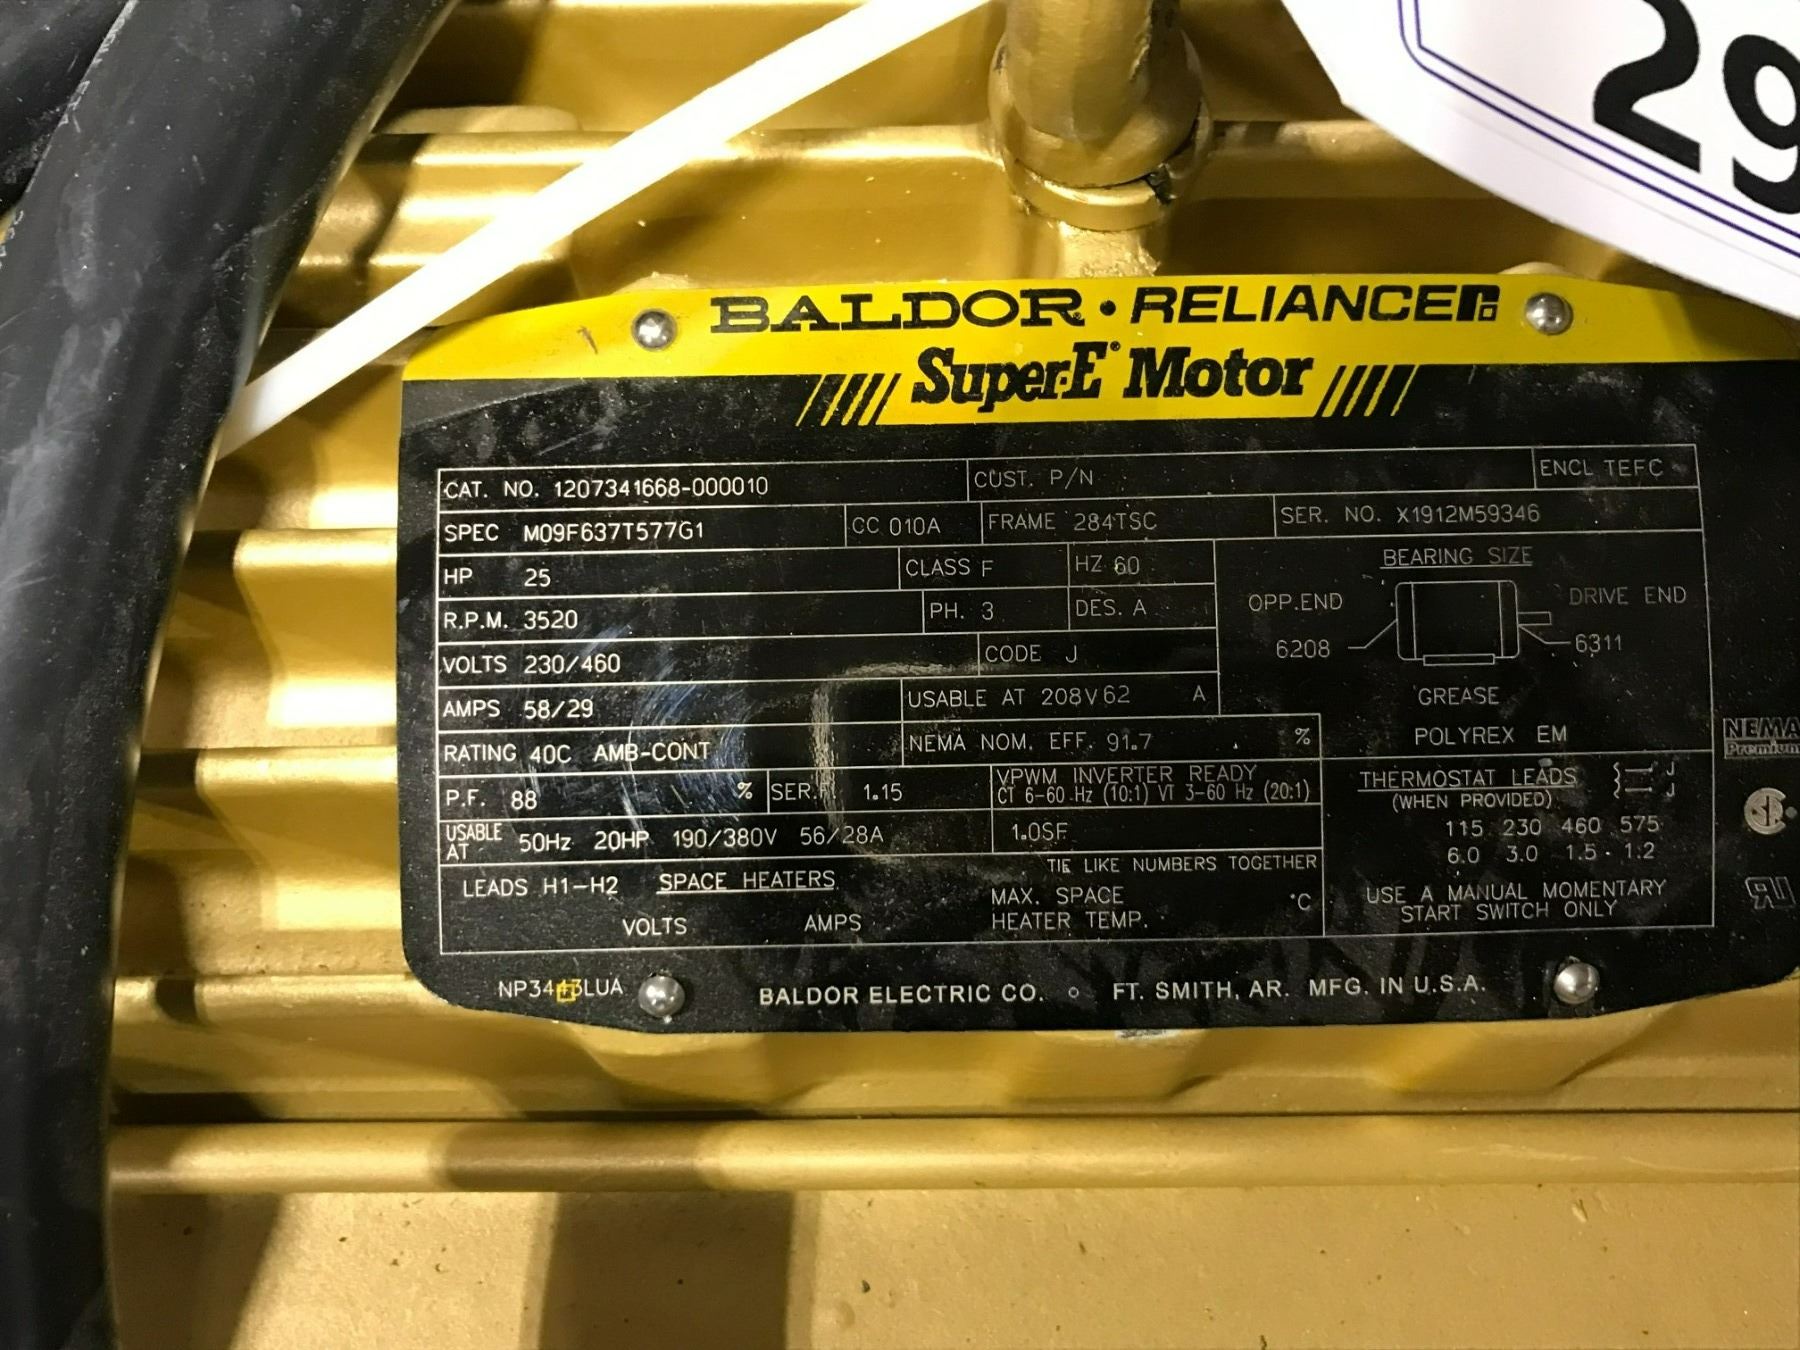 29
BALDOR · RELIANCER
Super-E® Motor
CAT. NO. 1207341668-000010 CUST. P/N ENCL TEFC
SPEC M09F637T577G1 CC 010A FRAME 284TSC SER. NO. X1912M59346
HP 25 CLASS F HZ 60
R.P.M. 3520 PH. 3 DES. A
VOLTS 230/460 CODE J
AMPS 58/29 USABLE AT 208V 62 A
RATING 40C AMB-CONT NEMA NOM. EFF. 91.7 %
P.F. 88 % SER.F. 1.15 VPWM INVERTER READY
CT 6-60 Hz (10:1) VT 3-60 Hz (20:1)
USABLE AT 50Hz 20HP 190/380V 56/28A 1.0SF
BEARING SIZE
OPP.END DRIVE END
6208 6311
GREASE
POLYREX EM
THERMOSTAT LEADS J
(WHEN PROVIDED) J
115 230 460 575
6.0 3.0 1.5 1.2
USE A MANUAL MOMENTARY
START SWITCH ONLY
TIE LIKE NUMBERS TOGETHER
LEADS H1-H2 SPACE HEATERS MAX. SPACE °C
VOLTS AMPS HEATER TEMP.
NEMA
Premium
NP3443LUA BALDOR ELECTRIC CO. FT. SMITH, AR. MFG. IN U.S.A.